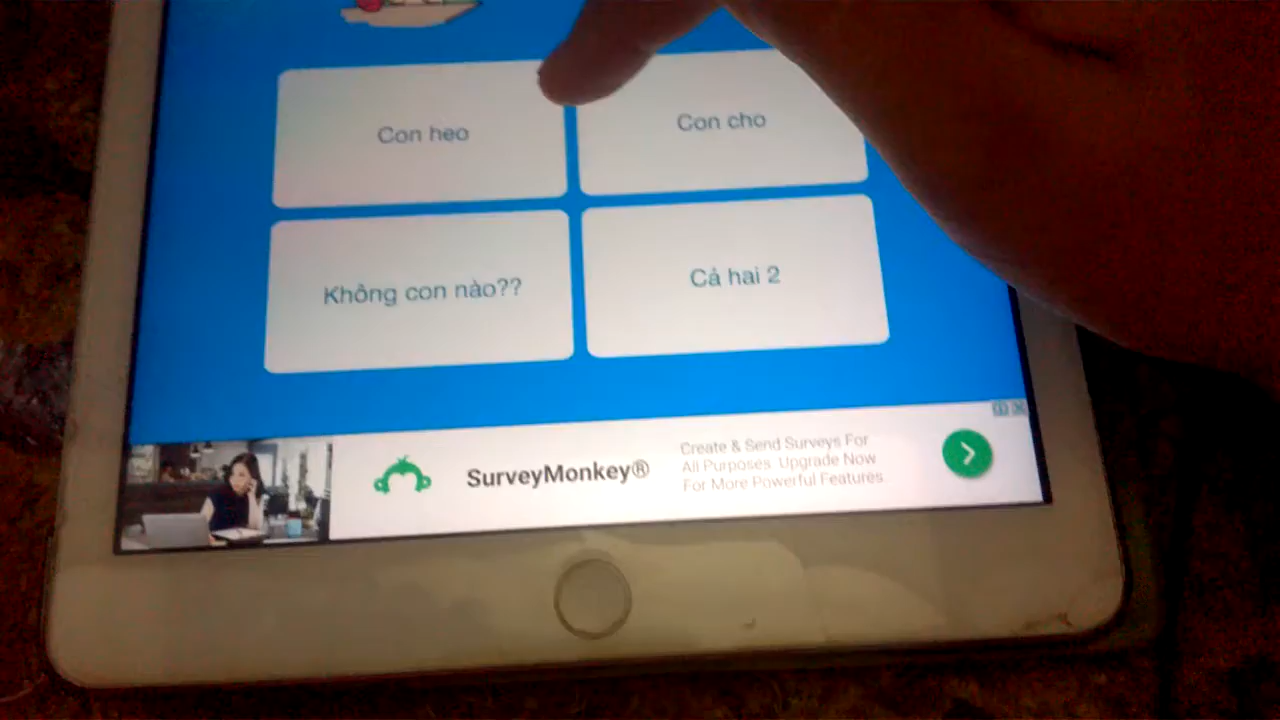 Con heo
Con cho
Không con nào??
Cả hai 2
SurveyMonkey®
Create & Send Surveys For
All Purposes. Upgrade Now
For More Powerful Features.